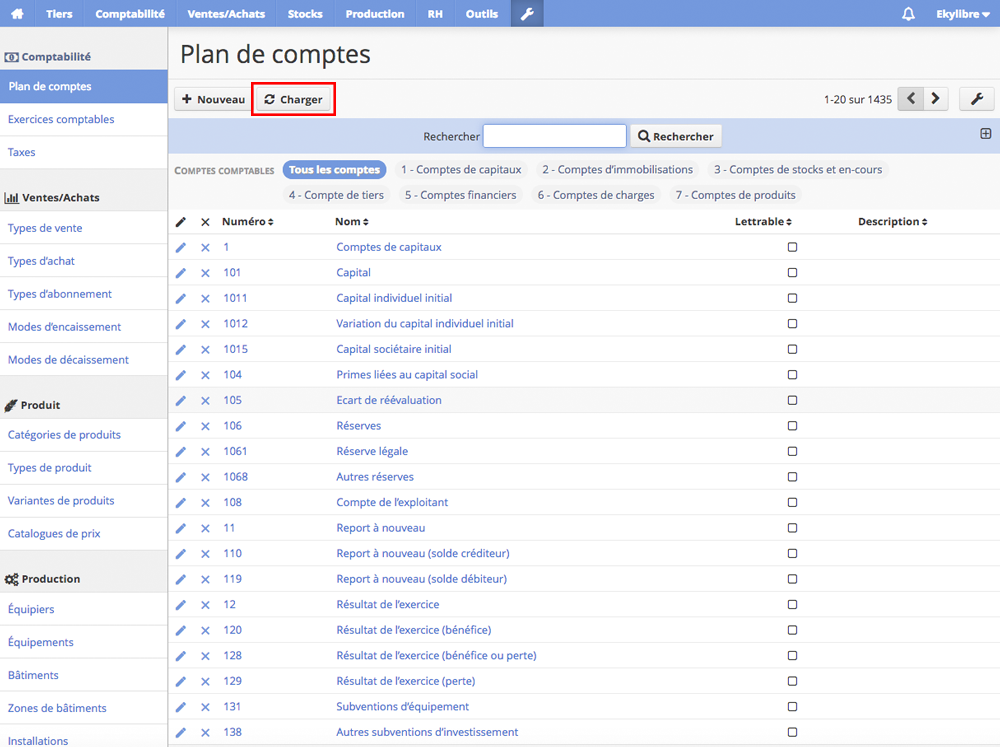 Tiers Comptabilité Ventes/Achats Stocks Production RH Outils Ekylibre
Comptabilité
Plan de comptes
Exercices comptables
Taxes
Ventes/Achats
Types de vente
Types d’achat
Types d’abonnement
Modes d’encaissement
Modes de décaissement
Produit
Catégories de produits
Types de produit
Variantes de produits
Catalogues de prix
Production
Équipiers
Équipements
Bâtiments
Zones de bâtiments
Installations
Plan de comptes
Nouveau Charger 1-20 sur 1435
Rechercher Rechercher
COMPTES COMPTABLES Tous les comptes 1 - Comptes de capitaux 2 - Comptes d’immobilisations 3 - Comptes de stocks et en-cours
4 - Compte de tiers 5 - Comptes financiers 6 - Comptes de charges 7 - Comptes de produits
Numéro Nom Lettrable Description
1 Comptes de capitaux
101 Capital
1011 Capital individuel initial
1012 Variation du capital individuel initial
1015 Capital sociétaire initial
104 Primes liées au capital social
105 Ecart de réévaluation
106 Réserves
1061 Réserve légale
1068 Autres réserves
108 Compte de l’exploitant
11 Report à nouveau
110 Report à nouveau (solde créditeur)
119 Report à nouveau (solde débiteur)
12 Résultat de l’exercice
120 Résultat de l’exercice (bénéfice)
128 Résultat de l’exercice (bénéfice ou perte)
129 Résultat de l’exercice (perte)
131 Subventions d’équipement
138 Autres subventions d’investissement